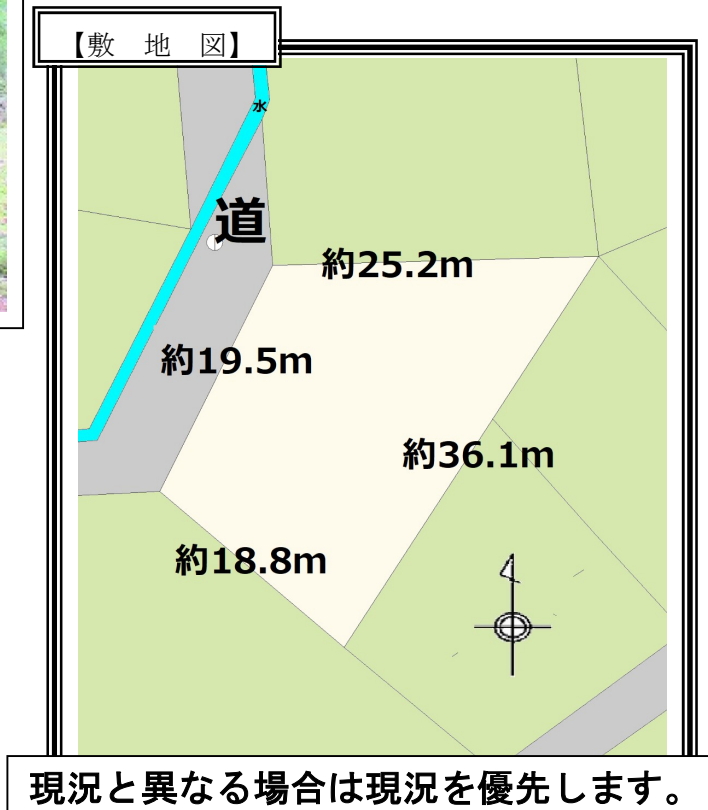 【敷 地 図】
水
道
約25.2m
約19.5m
約36.1m
約18.8m
現況と異なる場合は現況を優先します。